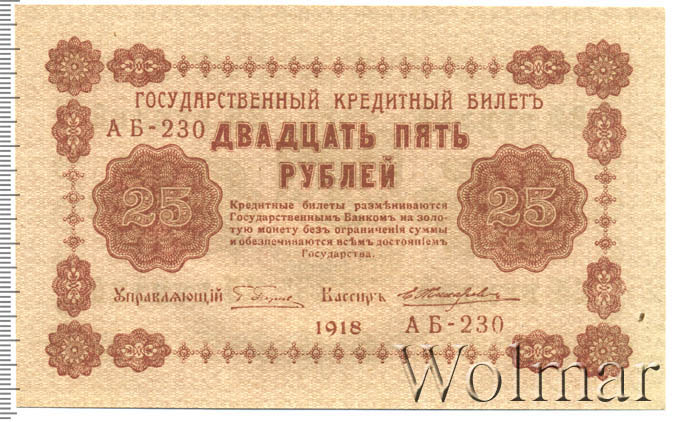 ГОСУДАРСТВЕННЫЙ КРЕДИТНЫЙ БИЛЕТЪ
АБ-230 ДВАДЦАТЬ ПЯТЬ
РУБЛЕЙ
25
25
Кредитные билеты размѣниваются
Государственнымъ Банкомъ на золо-
тую монету безъ ограниченія суммы
и обезпечиваются всѣмъ достояніемъ
Государства.
Управляющій
Кассиръ
1918 АБ-230
Wolmar